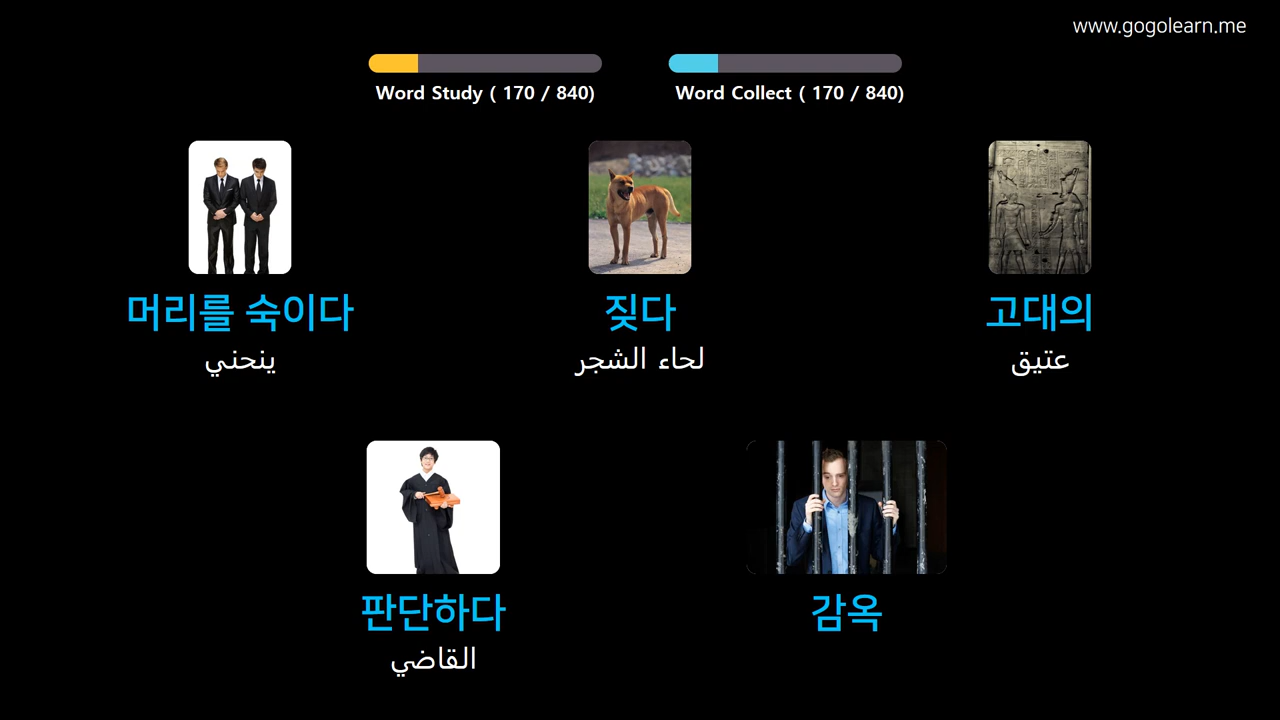 www.gogolearn.me
Word Study ( 170 / 840)
Word Collect ( 170 / 840)
머리를 숙이다
ينحني
짖다
لحاء الشجر
고대의
عتيق
판단하다
القاضي
감옥